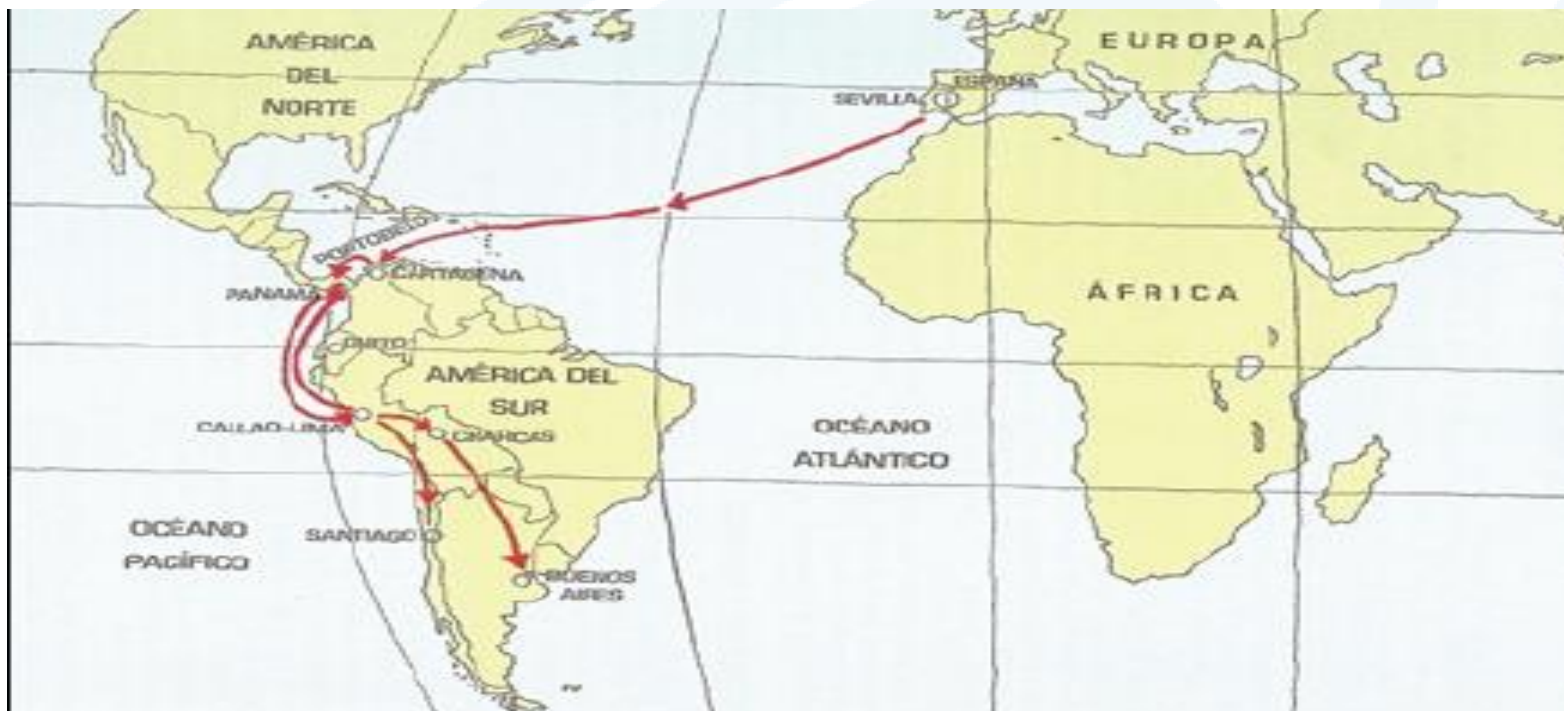 AMÉRICA
DEL
NORTE
EUROPA
ESPAÑA
SEVILLA
PORTOBELO
CARTAGENA
PANAMÁ
ÁFRICA
QUITO
AMÉRICA DEL
SUR
CALLAO-LIMA
CHARCAS
OCÉANO
ATLÁNTICO
OCÉANO
PACÍFICO
SANTIAGO
BUENOS
AIRES